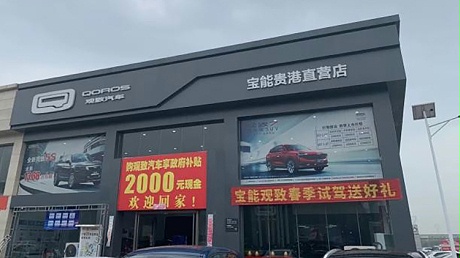 QOROS
观致汽车
宝能贵港直营店
购观致汽车享政府补贴
2000元现金
欢迎回家!
宝能观致春季试驾送好礼